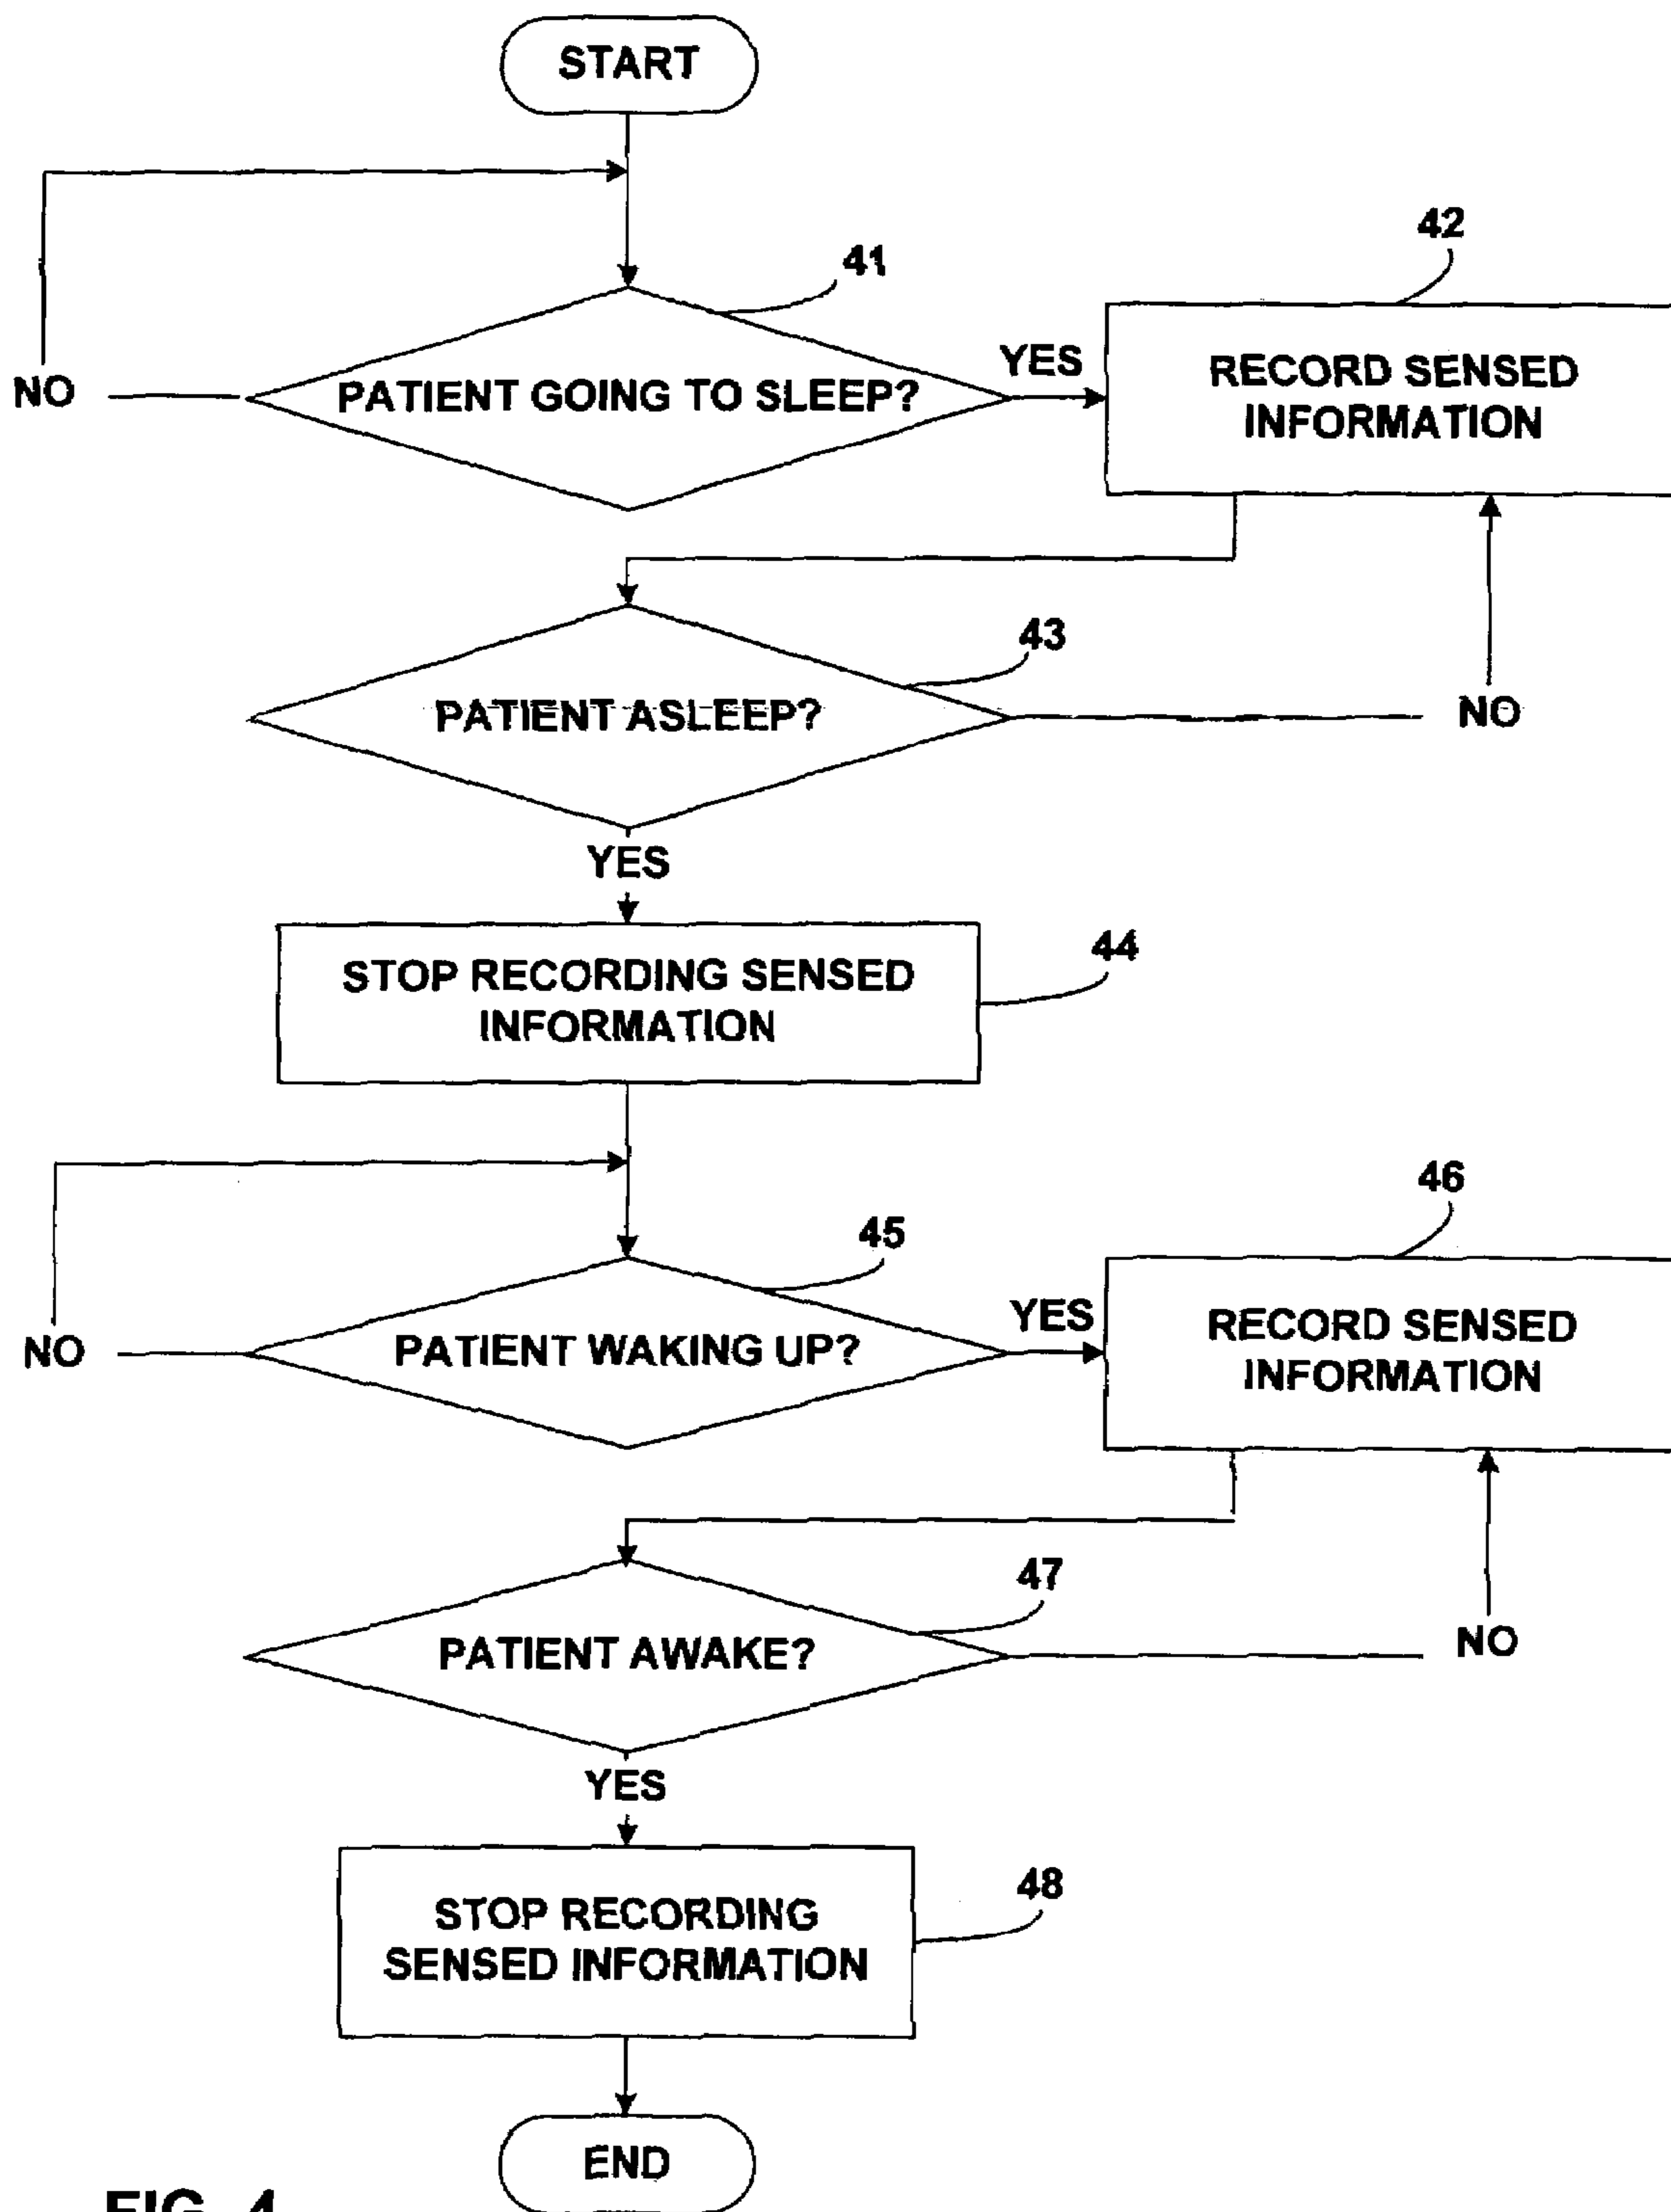 START
41
42
PATIENT GOING TO SLEEP?
YES
NO
RECORD SENSED
INFORMATION
43
PATIENT ASLEEP?
NO
YES
44
STOP RECORDING SENSED
INFORMATION
45
46
PATIENT WAKING UP?
YES
NO
RECORD SENSED
INFORMATION
47
PATIENT AWAKE?
NO
YES
48
STOP RECORDING
SENSED INFORMATION
END
FIG. 4